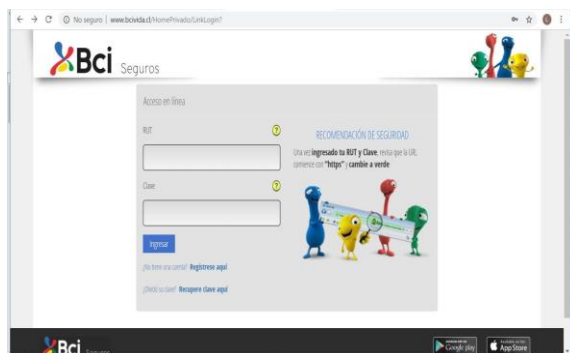 No seguro | www.bcivida.cl/HomePrivado/LinkLogin?
Bci Seguros
Acceso en línea
RUT
?
Clave
?
Ingresar
¿No tiene una cuenta? Regístrese aquí
¿Olvidó su clave? Recupere clave aquí
RECOMENDACIÓN DE SEGURIDAD
Una vez ingresado tu RUT y Clave, revisa que la URL
comience con "https" y cambie a verde
Bci
Google play
App Store